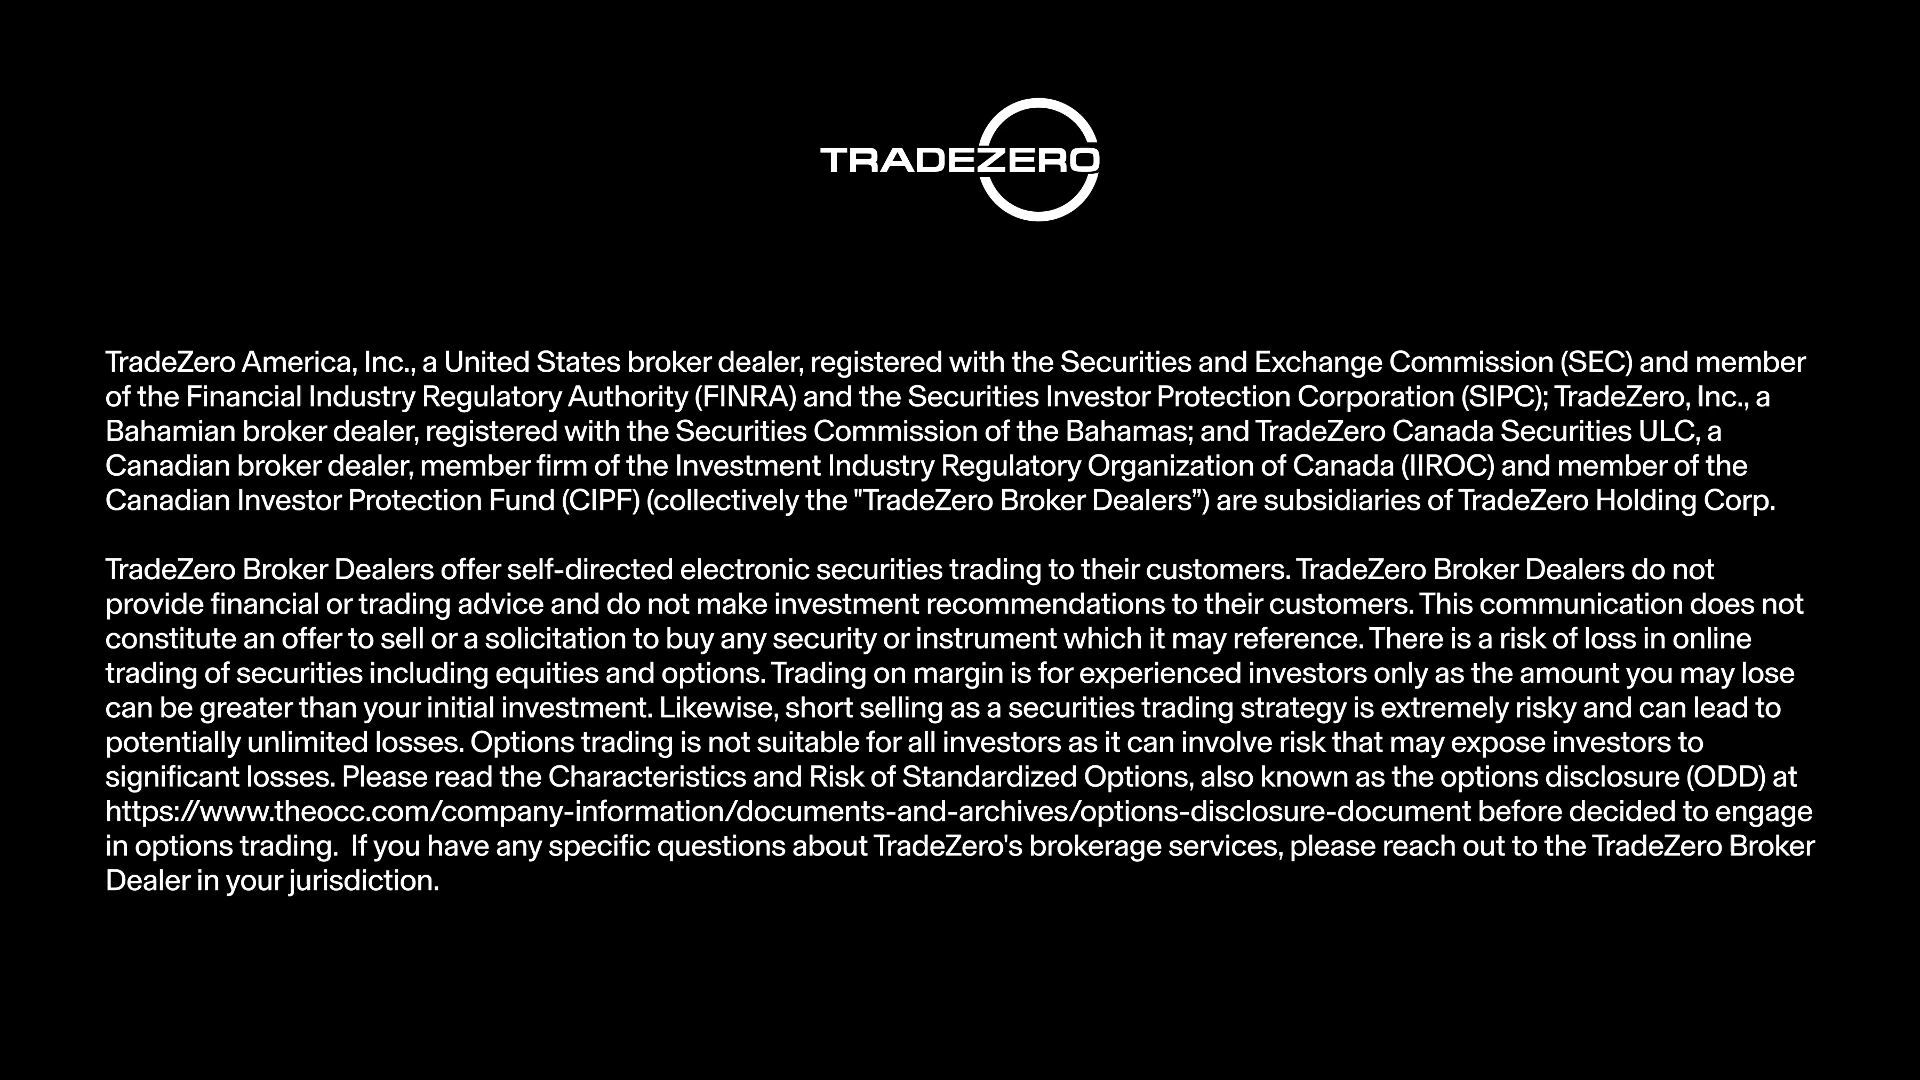 TRADEZERO
TradeZero America, Inc., a United States broker dealer, registered with the Securities and Exchange Commission (SEC) and member
of the Financial Industry Regulatory Authority (FINRA) and the Securities Investor Protection Corporation (SIPC); TradeZero, Inc., a
Bahamian broker dealer, registered with the Securities Commission of the Bahamas; and TradeZero Canada Securities ULC, a
Canadian broker dealer, member firm of the Investment Industry Regulatory Organization of Canada (IIROC) and member of the
Canadian Investor Protection Fund (CIPF) (collectively the "TradeZero Broker Dealers”) are subsidiaries of TradeZero Holding Corp.
TradeZero Broker Dealers offer self-directed electronic securities trading to their customers. TradeZero Broker Dealers do not
provide financial or trading advice and do not make investment recommendations to their customers. This communication does not
constitute an offer to sell or a solicitation to buy any security or instrument which it may reference. There is a risk of loss in online
trading of securities including equities and options. Trading on margin is for experienced investors only as the amount you may lose
can be greater than your initial investment. Likewise, short selling as a securities trading strategy is extremely risky and can lead to
potentially unlimited losses. Options trading is not suitable for all investors as it can involve risk that may expose investors to
significant losses. Please read the Characteristics and Risk of Standardized Options, also known as the options disclosure (ODD) at
https://www.theocc.com/company-information/documents-and-archives/options-disclosure-document before decided to engage
in options trading.  If you have any specific questions about TradeZero's brokerage services, please reach out to the TradeZero Broker
Dealer in your jurisdiction.